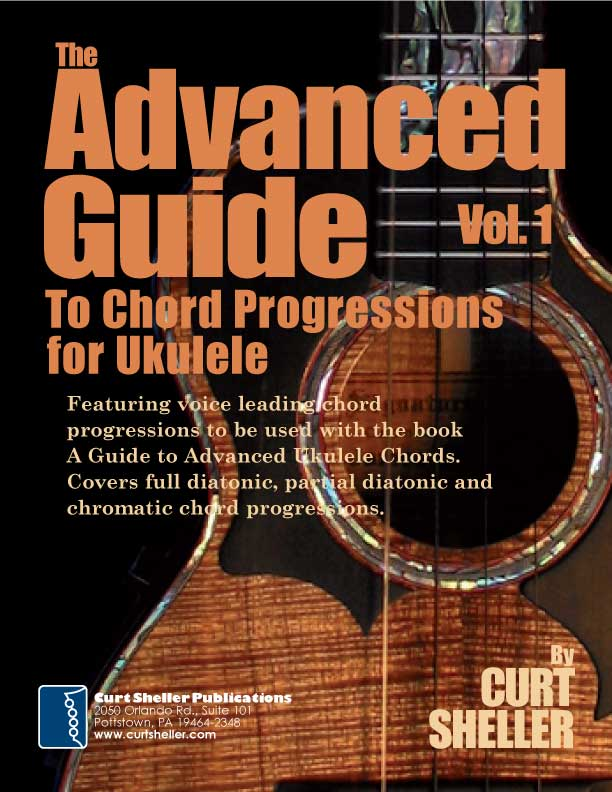 The
Advanced
Guide
Vol. 1
To Chord Progressions
for Ukulele
Featuring voice leading chord
progressions to be used with the book
A Guide to Advanced Ukulele Chords.
Covers full diatonic, partial diatonic and
chromatic chord progressions.
By
CURT
SHELLER
Curt Sheller Publications
2050 Orlando Rd., Suite 101
Pottstown, PA 19464-2348
www.curtsheller.com